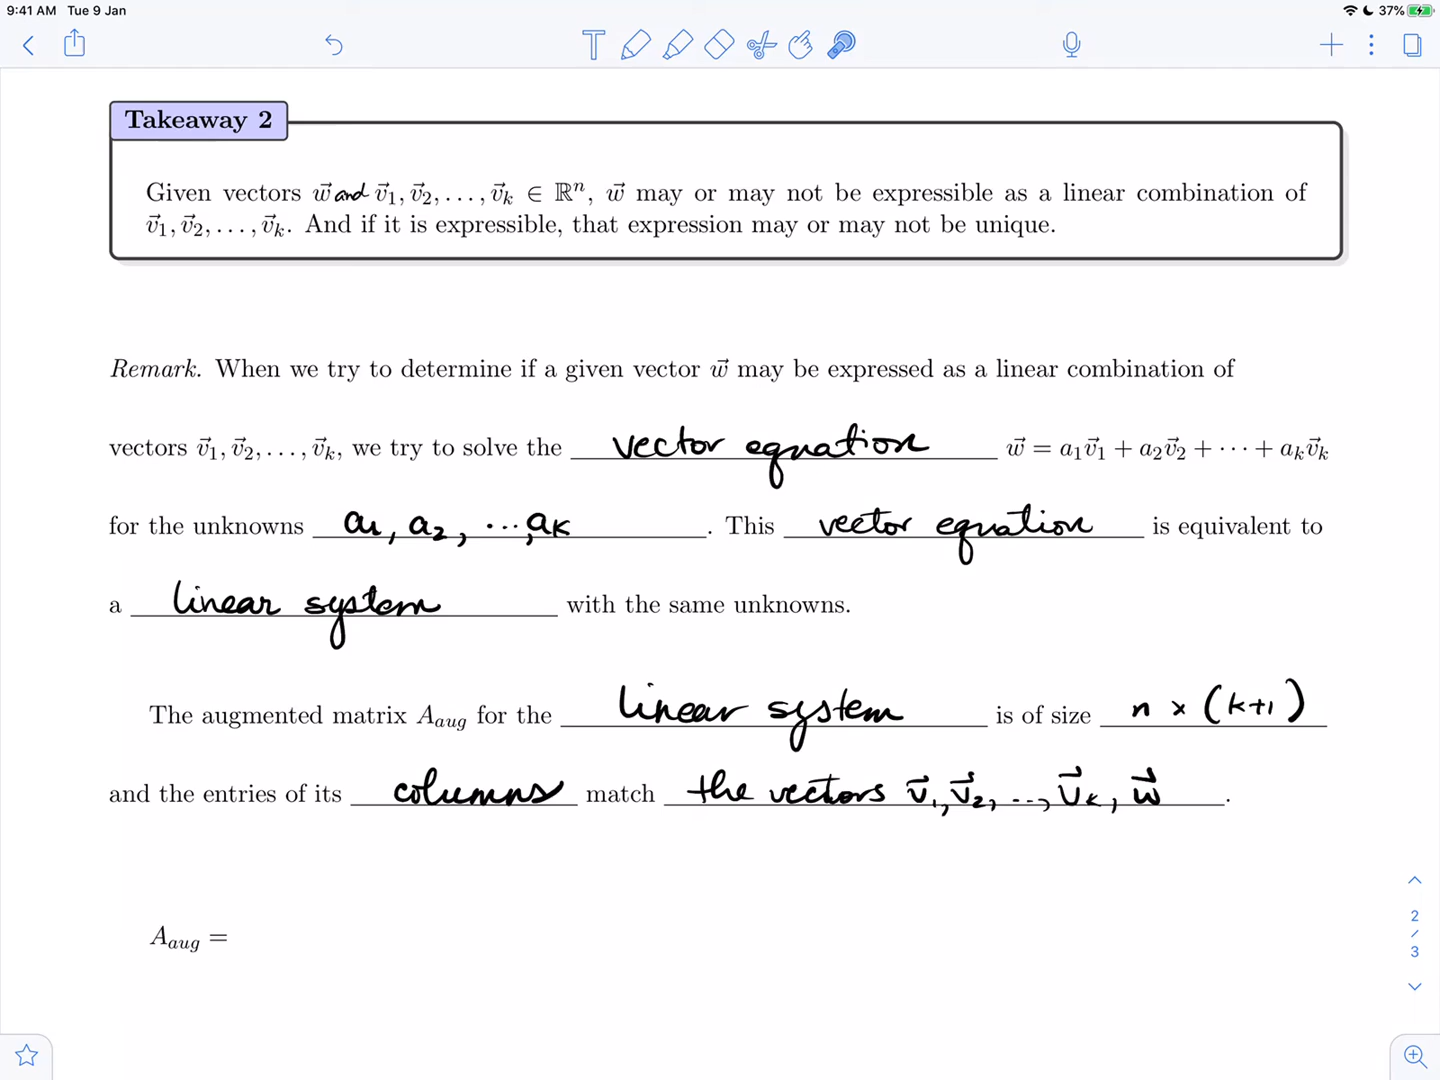 9:41 AM Tue 9 Jan
37%
Takeaway 2
Given vectors w⃗ and v⃗₁, v⃗₂, . . . , v⃗ₖ ∈ ℝⁿ, w⃗ may or may not be expressible as a linear combination of
v⃗₁, v⃗₂, . . . , v⃗ₖ. And if it is expressible, that expression may or may not be unique.
Remark. When we try to determine if a given vector w⃗ may be expressed as a linear combination of
vectors v⃗₁, v⃗₂, . . . , v⃗ₖ, we try to solve the vector equation w⃗ = a₁v⃗₁ + a₂v⃗₂ + · · · + aₖv⃗ₖ
for the unknowns a₁, a₂, ..., aₖ. This vector equation is equivalent to
a linear system with the same unknowns.
The augmented matrix A_aug for the linear system is of size n × (k+1)
and the entries of its columns match the vectors v⃗₁, v⃗₂, ..., v⃗ₖ, w⃗.
A_aug =
2
/
3